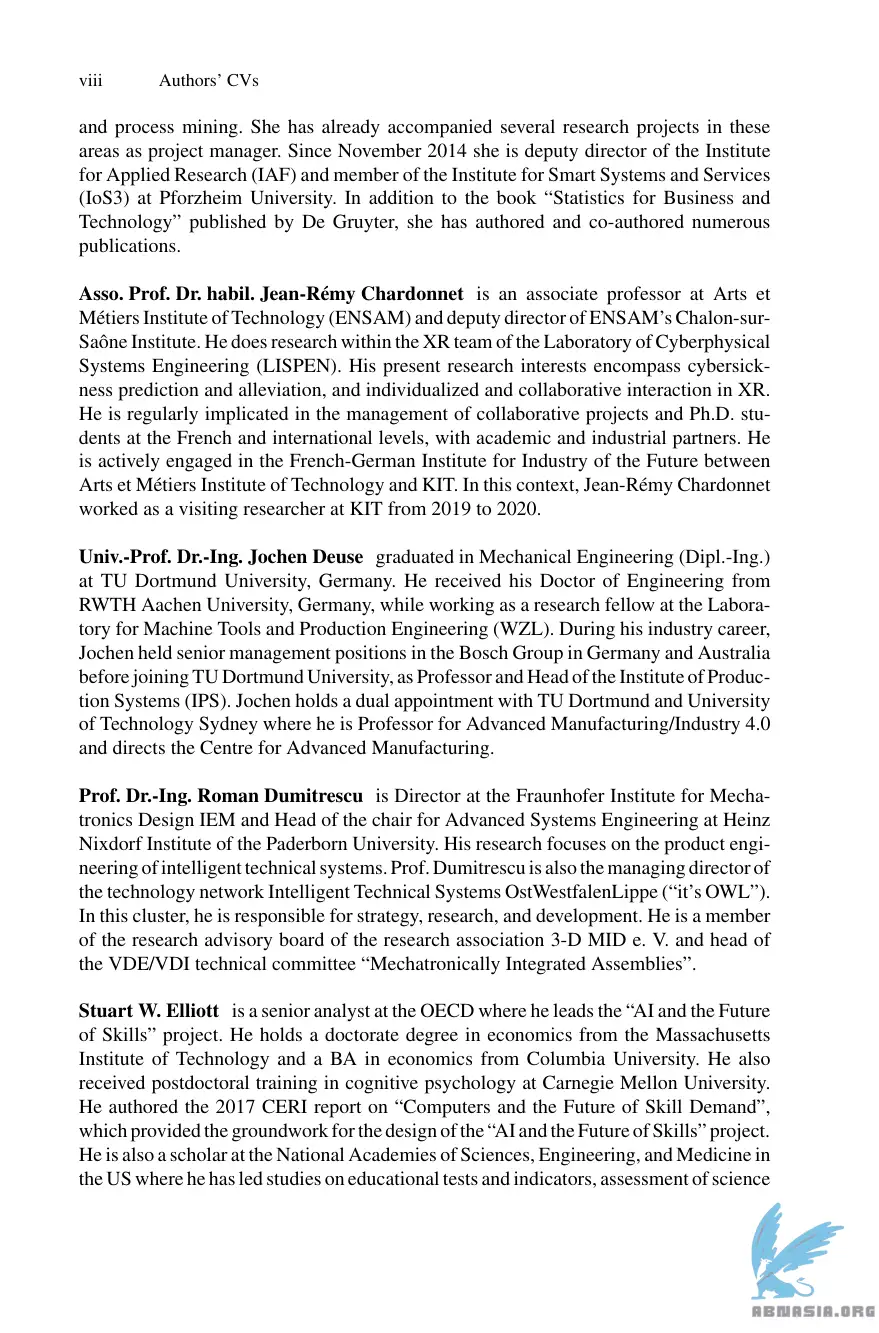 viii Authors’ CVs
and process mining. She has already accompanied several research projects in these
areas as project manager. Since November 2014 she is deputy director of the Institute
for Applied Research (IAF) and member of the Institute for Smart Systems and Services
(IoS3) at Pforzheim University. In addition to the book “Statistics for Business and
Technology” published by De Gruyter, she has authored and co-authored numerous
publications.
Asso. Prof. Dr. habil. Jean-Rémy Chardonnet is an associate professor at Arts et
Métiers Institute of Technology (ENSAM) and deputy director of ENSAM’s Chalon-sur-
Saône Institute. He does research within the XR team of the Laboratory of Cyberphysical
Systems Engineering (LISPEN). His present research interests encompass cybersick-
ness prediction and alleviation, and individualized and collaborative interaction in XR.
He is regularly implicated in the management of collaborative projects and Ph.D. stu-
dents at the French and international levels, with academic and industrial partners. He
is actively engaged in the French-German Institute for Industry of the Future between
Arts et Métiers Institute of Technology and KIT. In this context, Jean-Rémy Chardonnet
worked as a visiting researcher at KIT from 2019 to 2020.
Univ.-Prof. Dr.-Ing. Jochen Deuse graduated in Mechanical Engineering (Dipl.-Ing.)
at TU Dortmund University, Germany. He received his Doctor of Engineering from
RWTH Aachen University, Germany, while working as a research fellow at the Labora-
tory for Machine Tools and Production Engineering (WZL). During his industry career,
Jochen held senior management positions in the Bosch Group in Germany and Australia
before joining TU Dortmund University, as Professor and Head of the Institute of Produc-
tion Systems (IPS). Jochen holds a dual appointment with TU Dortmund and University
of Technology Sydney where he is Professor for Advanced Manufacturing/Industry 4.0
and directs the Centre for Advanced Manufacturing.
Prof. Dr.-Ing. Roman Dumitrescu is Director at the Fraunhofer Institute for Mecha-
tronics Design IEM and Head of the chair for Advanced Systems Engineering at Heinz
Nixdorf Institute of the Paderborn University. His research focuses on the product engi-
neering of intelligent technical systems. Prof. Dumitrescu is also the managing director of
the technology network Intelligent Technical Systems OstWestfalenLippe (“it’s OWL”).
In this cluster, he is responsible for strategy, research, and development. He is a member
of the research advisory board of the research association 3-D MID e. V. and head of
the VDE/VDI technical committee “Mechatronically Integrated Assemblies”.
Stuart W. Elliott is a senior analyst at the OECD where he leads the “AI and the Future
of Skills” project. He holds a doctorate degree in economics from the Massachusetts
Institute of Technology and a BA in economics from Columbia University. He also
received postdoctoral training in cognitive psychology at Carnegie Mellon University.
He authored the 2017 CERI report on “Computers and the Future of Skill Demand”,
which provided the groundwork for the design of the “AI and the Future of Skills” project.
He is also a scholar at the National Academies of Sciences, Engineering, and Medicine in
the US where he has led studies on educational tests and indicators, assessment of science
ABNASIA.ORG